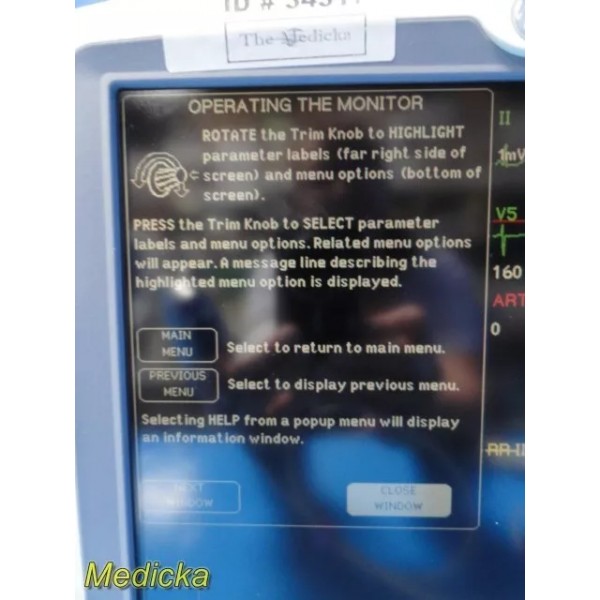 ID #
The Medicka
OPERATING THE MONITOR
ROTATE the Trim Knob to HIGHLIGHT
parameter labels (far right side of
screen) and menu options (bottom of
screen).
PRESS the Trim Knob to SELECT parameter
labels and menu options. Related menu options
will appear. A message line describing the
highlighted menu option is displayed.
MAIN
MENU
Select to return to main menu.
PREVIOUS
MENU
Select to display previous menu.
Selecting HELP from a popup menu will display
an information window.
NEXT
WINDOW
CLOSE
WINDOW
II
1mV
V5
160
ART
0
Medicka